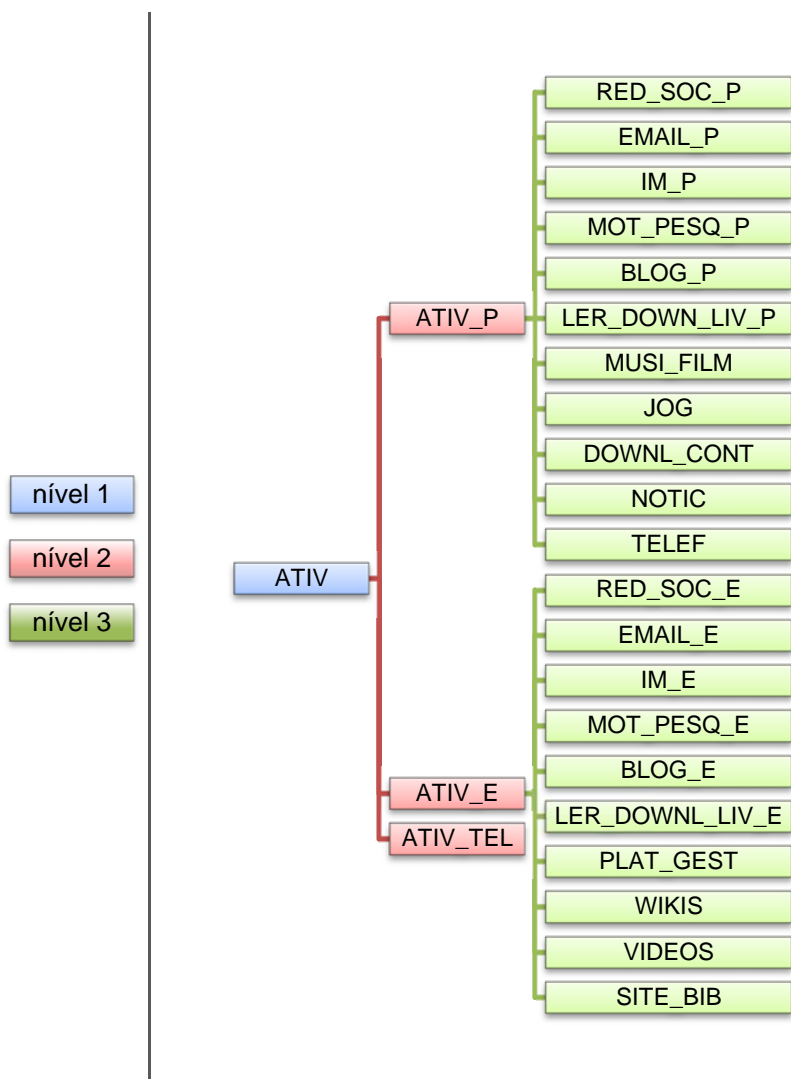 nível 1
nível 2
nível 3
ATIV
ATIV_P
RED_SOC_P
EMAIL_P
IM_P
MOT_PESQ_P
BLOG_P
LER_DOWN_LIV_P
MUSI_FILM
JOG
DOWNL_CONT
NOTIC
TELEF
ATIV_E
RED_SOC_E
EMAIL_E
IM_E
MOT_PESQ_E
BLOG_E
LER_DOWNL_LIV_E
PLAT_GEST
WIKIS
VIDEOS
SITE_BIB
ATIV_TEL